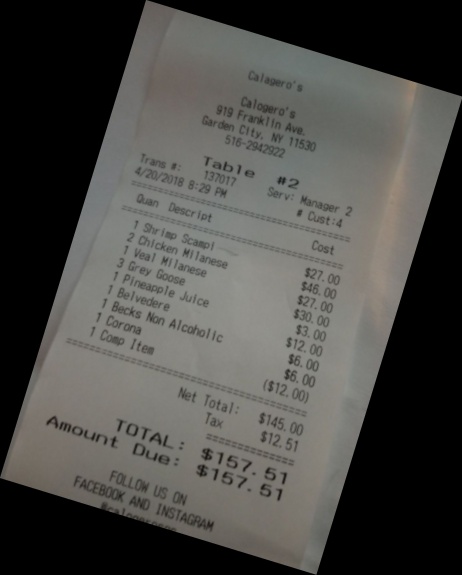 Calagero's
Calogero's
919 Franklin Ave.
Garden City, NY 11530
516-2942922
Table #2
Trans #: 137017 Serv: Manager 2
4/20/2018 8:29 PM # Cust:4
Quan Descript Cost
1 Shrimp Scampi $27.00
2 Chicken Milanese $46.00
1 Veal Milanese $27.00
3 Grey Goose $30.00
1 Pineapple Juice $3.00
1 Belvedere $12.00
1 Becks Non Alcoholic $6.00
1 Corona $6.00
1 Comp Item ($12.00)
Net Total: $145.00
Tax $12.51
TOTAL: $157.51
Amount Due: $157.51
FOLLOW US ON
FACEBOOK AND INSTAGRAM